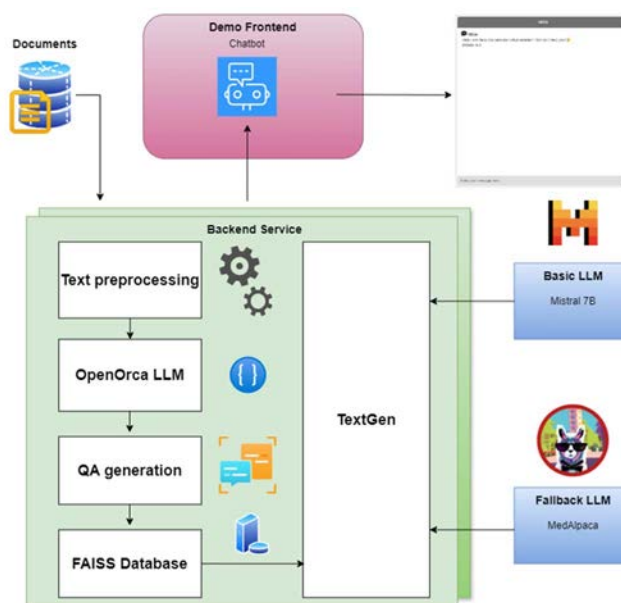 Documents
Demo Frontend
Chatbot
Backend Service
Text preprocessing
OpenOrca LLM
QA generation
FAISS Database
TextGen
Basic LLM
Mistral 7B
Fallback LLM
MedAlpaca